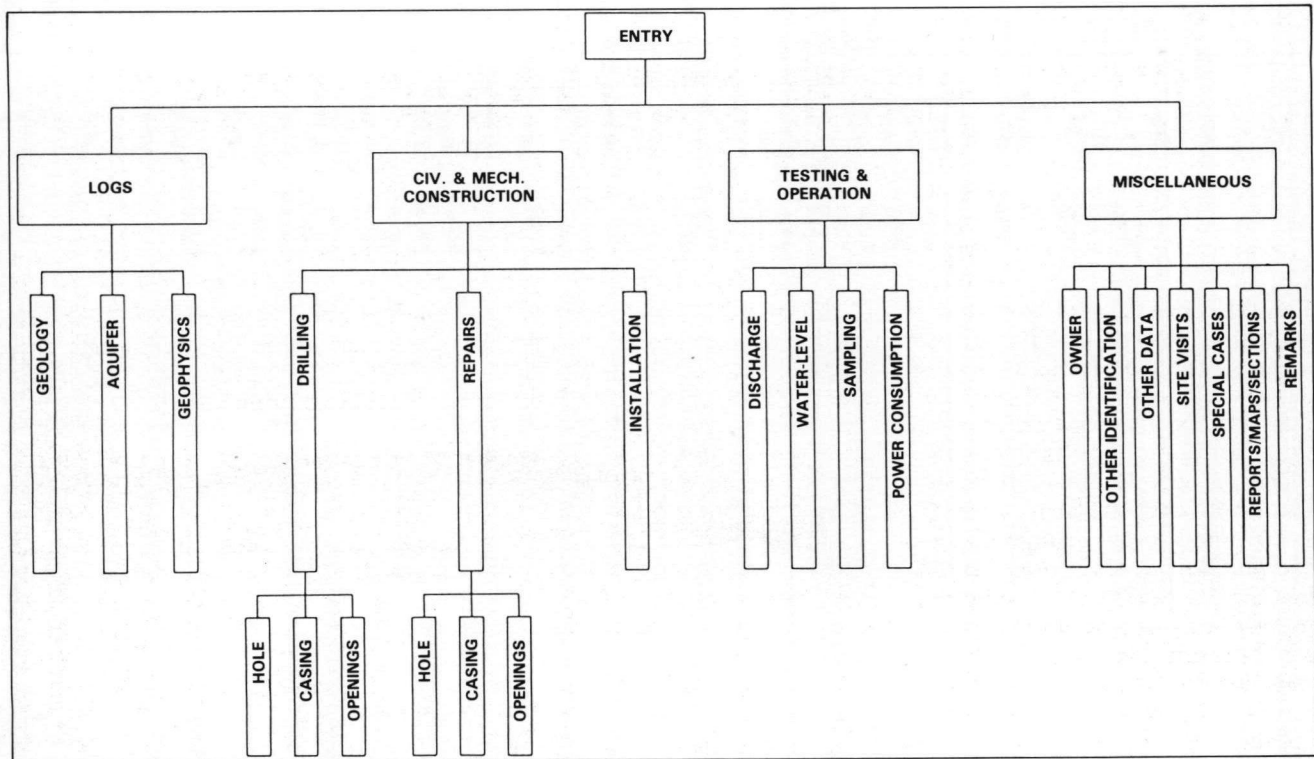 ENTRY
LOGS
CIV. & MECH.
CONSTRUCTION
TESTING &
OPERATION
MISCELLANEOUS
GEOLOGY
AQUIFER
GEOPHYSICS
DRILLING
REPAIRS
INSTALLATION
DISCHARGE
WATER-LEVEL
SAMPLING
POWER CONSUMPTION
OWNER
OTHER IDENTIFICATION
OTHER DATA
SITE VISITS
SPECIAL CASES
REPORTS/MAPS/SECTIONS
REMARKS
HOLE
CASING
OPENINGS
HOLE
CASING
OPENINGS